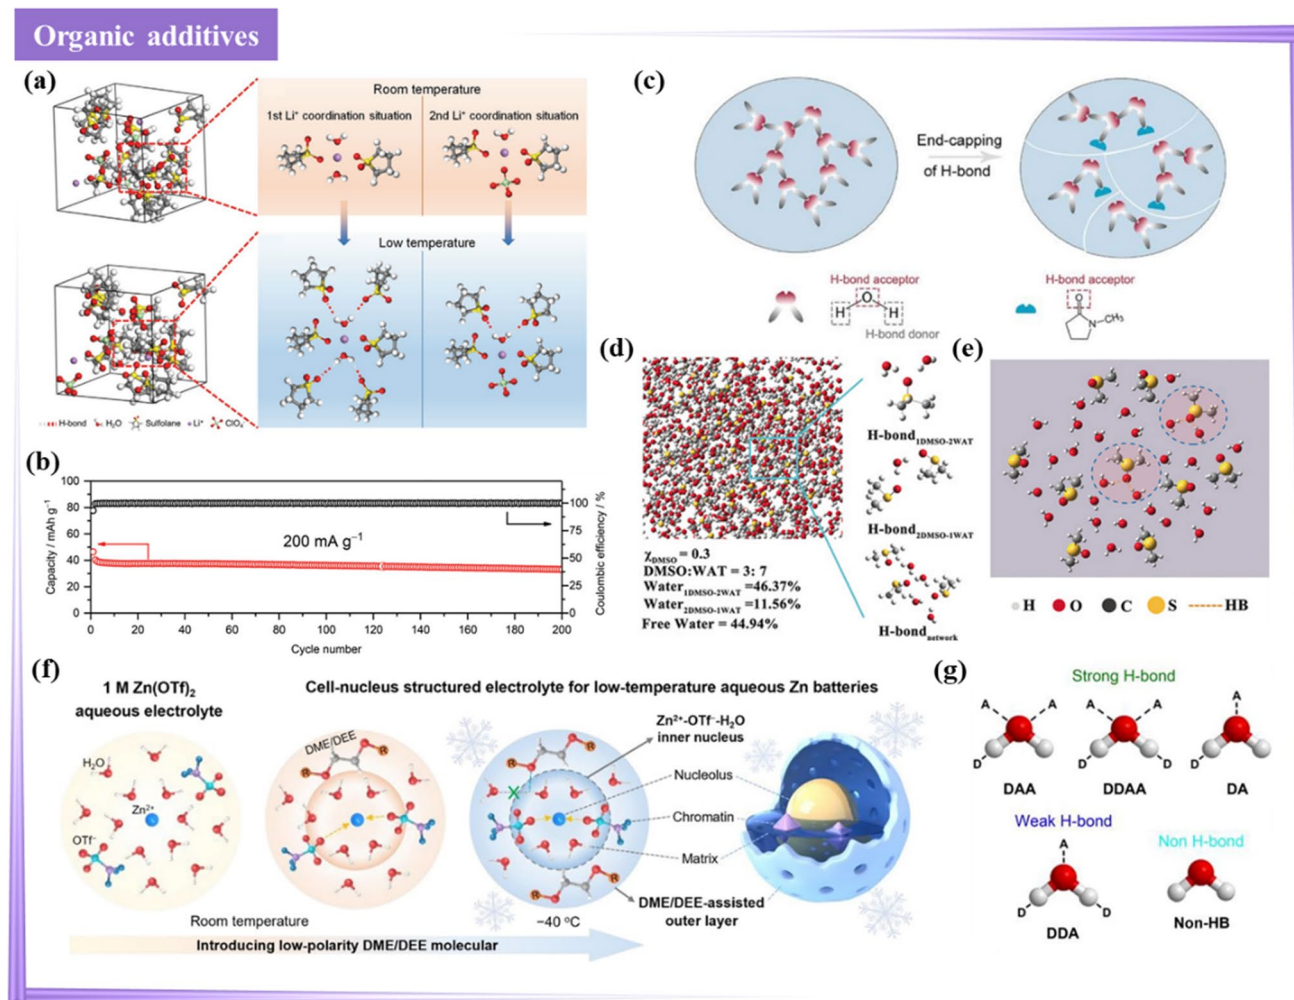 Organic additives
(a)
Room temperature
1st Li⁺ coordination situation
2nd Li⁺ coordination situation
Low temperature
H-bond H₂O Sulfolane Li⁺ ClO₄
(b)
100
80
60
40
20
0
Capacity / mAh g⁻¹
200 mA g⁻¹
100
75
50
25
0
Coulombic efficiency / %
0 20 40 60 80 100 120 140 160 180 200
Cycle number
(c)
End-capping
of H-bond
H-bond acceptor
O
H H
H-bond donor
H-bond acceptor
O
N CH₃
(d)
H-bond1DMSO-2WAT
H-bond2DMSO-1WAT
H-bondnetwork
χDMSO = 0.3
DMSO:WAT = 3: 7
Water1DMSO-2WAT =46.37%
Water2DMSO-1WAT =11.56%
Free Water = 44.94%
(e)
H O C S HB
(f)
1 M Zn(OTf)₂
aqueous electrolyte
Cell-nucleus structured electrolyte for low-temperature aqueous Zn batteries
H₂O
Zn²⁺
OTf⁻
DME/DEE
R R
R R
X
R R
Zn²⁺-OTf⁻-H₂O
inner nucleus
Nucleolus
Chromatin
Matrix
DME/DEE-assisted
outer layer
Room temperature
−40 °C
Introducing low-polarity DME/DEE molecular
(g)
Strong H-bond
A A A A A
D D D D
DAA DDAA DA
Weak H-bond
Non H-bond
A
D D
DDA
Non-HB